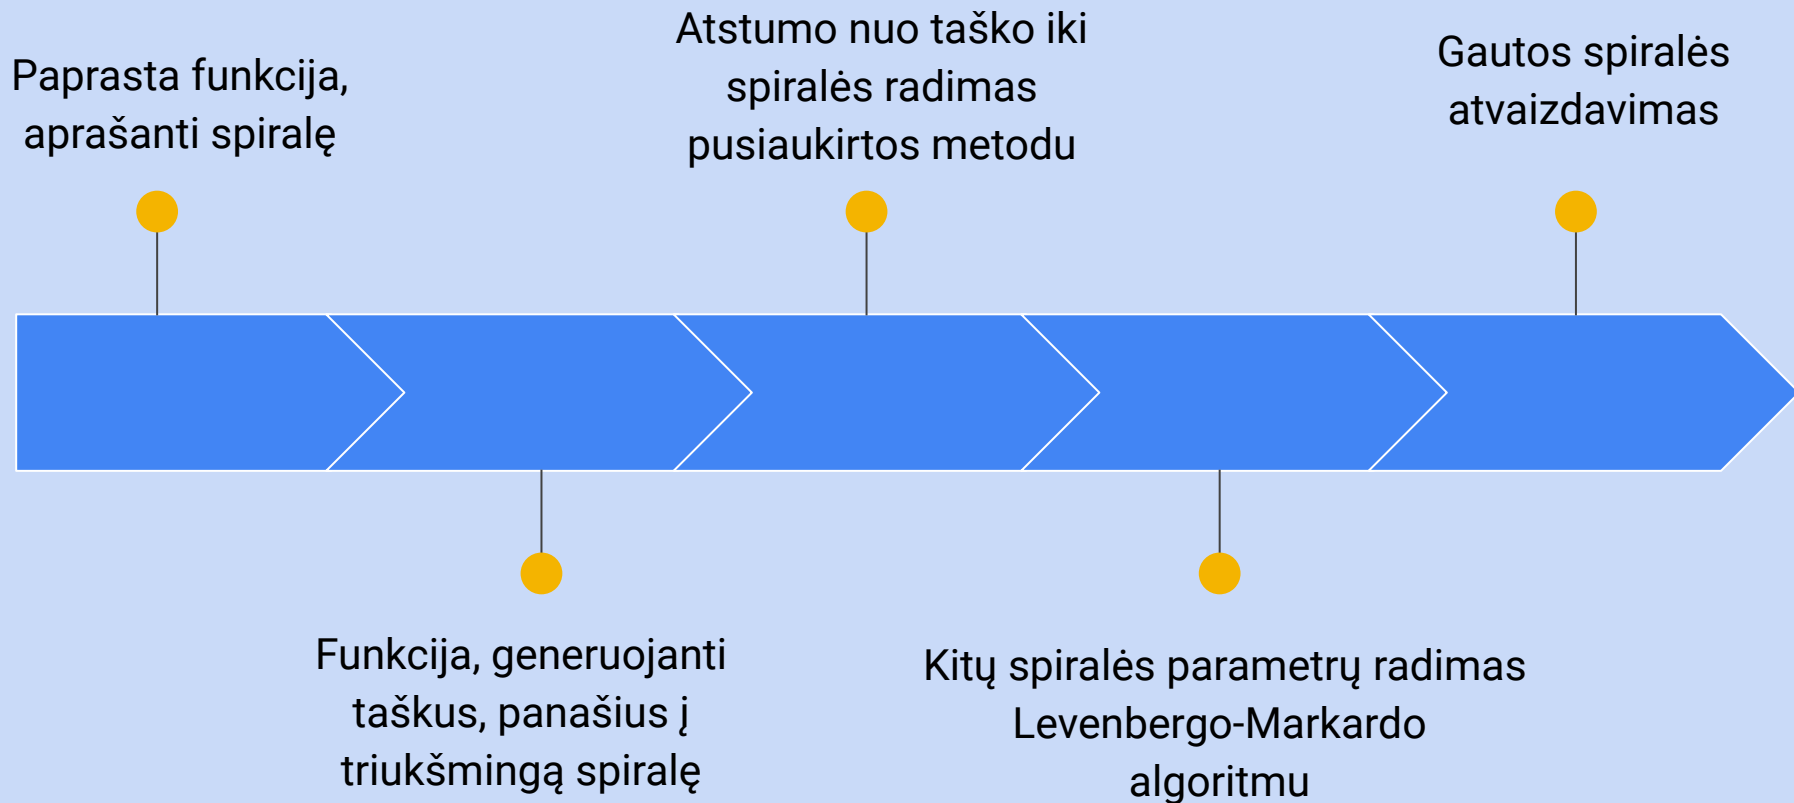 Paprasta funkcija,
aprašanti spiralę
Funkcija, generuojanti
taškus, panašius į
triukšmingą spiralę
Atstumo nuo taško iki
spiralės radimas
pusiaukirtos metodu
Kitų spiralės parametrų radimas
Levenbergo-Markardo
algoritmu
Gautos spiralės
atvaizdavimas